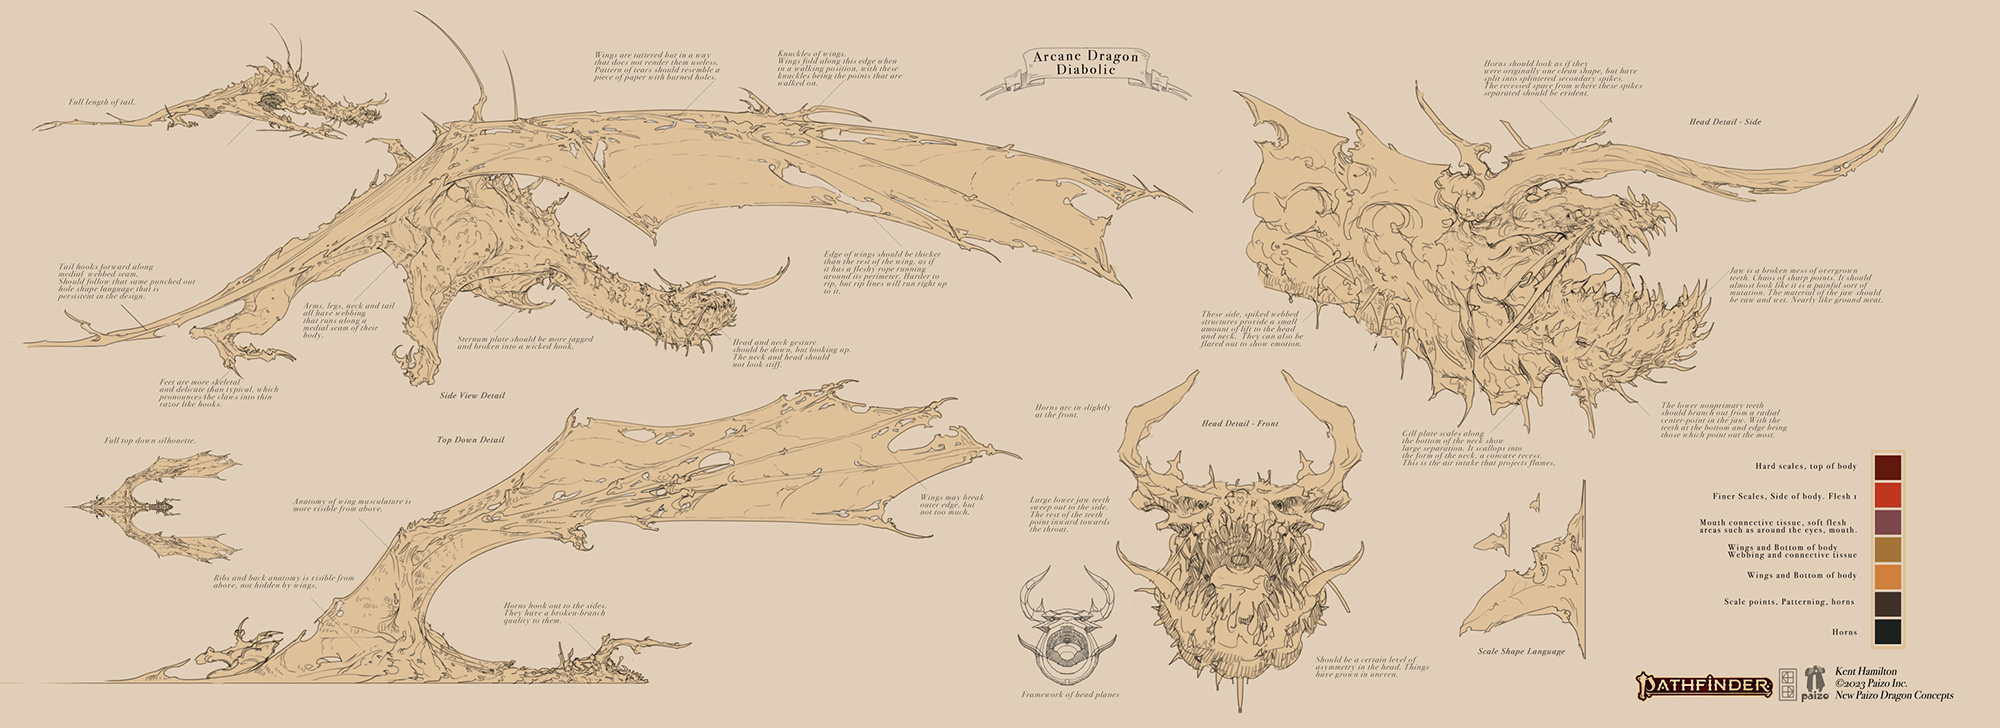 Arcane Dragon
Diabolic
Full length of tail.
Wings are tattered but in a way
that does not render them useless.
Pattern of tears should resemble a
piece of paper with burned holes.
Knuckles of wings.
Wings fold along this edge when
in a walking position, with these
knuckles being the points that are
walked on.
Tail hooks forward along
medial webbed seam.
Should follow that same punched out
hole shape language that is
persistent in the design.
Arms, legs, neck and tail
all have webbing
that runs along a
medial seam of their
body.
Sternum plate should be more jagged
and broken into a wicked hook.
Edge of wings should be thicker
than the rest of the wing, as if
it has a fleshy rope running
around its perimeter. Harder to
rip, but rip lines will run right up
to it.
Head and neck gesture
should be down, but looking up.
The neck and head should
not look stiff.
Feet are more skeletal
and delicate than typical, which
pronounces the claws into thin
razor like hooks.
Side View Detail
Full top down silhouette.
Top Down Detail
Anatomy of wing musculature is
more visible from above.
Wings may break
outer edge, but
not too much.
Ribs and back anatomy is visible from
above, not hidden by wings.
Horns hook out to the sides.
They have a broken-branch
quality to them.
Horns should look as if they
were originally one clean shape, but have
split into splintered secondary spikes.
The recessed space from where these spikes
separated should be evident.
Head Detail - Side
Jaw is a broken mess of overgrown
teeth. Chaos of sharp points. It should
almost look like it is a painful sort of
mutation. The material of the jaw should
be raw and wet. Nearly like ground meat.
These side, spiked webbed
structures provide a small
amount of lift to the head
and neck. They can also be
flared out to show emotion.
The lower nonprimary teeth
should branch out from a radial
center-point in the jaw. With the
teeth at the bottom and edge being
those which point out the most.
Gill plate scales along
the bottom of the neck show
large separation. It scallops into
the form of the neck, a concave recess.
This is the air intake that projects flames.
Horns arc in slightly
at the front.
Head Detail - Front
Large lower jaw teeth
sweep out to the side.
The rest of the teeth
point inward towards
the throat.
Framework of head planes
Should be a certain level of
asymmetry in the head. Things
have grown in uneven.
Scale Shape Language
Hard scales, top of body
Finer Scales, Side of body. Flesh 1
Mouth connective tissue, soft flesh
areas such as around the eyes, mouth.
Wings and Bottom of body
Webbing and connective tissue
Wings and Bottom of body
Scale points, Patterning, horns
Horns
PATHFINDER
paizo
Kent Hamilton
©2023 Paizo Inc.
New Paizo Dragon Concepts